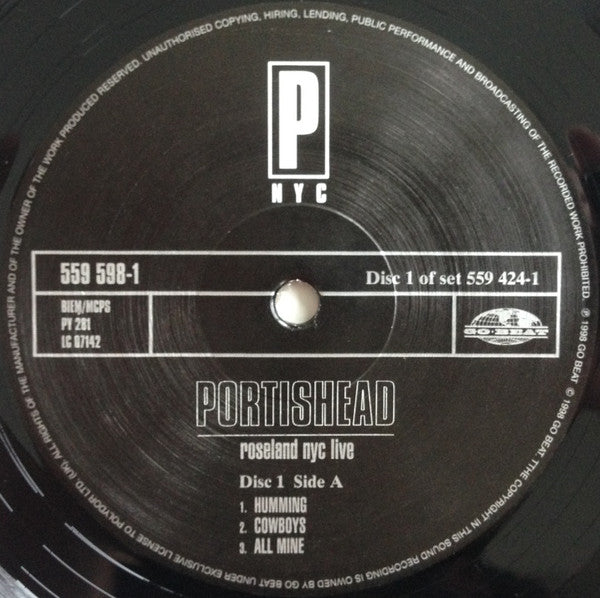 P
NYC
559 598-1
Disc 1 of set 559 424-1
BIEM/MCPS
PY 281
LC 07142
GO·BEAT
PORTISHEAD
roseland nyc live
Disc 1 Side A
1. HUMMING
2. COWBOYS
3. ALL MINE
ALL RIGHTS OF THE MANUFACTURER AND OF THE OWNER OF THE WORK PRODUCED RESERVED. UNAUTHORISED COPYING, HIRING, LENDING, PUBLIC PERFORMANCE AND BROADCASTING OF THE RECORDED WORK PROHIBITED. ℗ 1998 GO BEAT © 1998 GO BEAT. TTHE COPYRIGHT IN THIS SOUND RECORDING IS OWNED BY GO BEAT UNDER EXCLUSIVE LICENSE TO POLYDOR LTD. (UK).